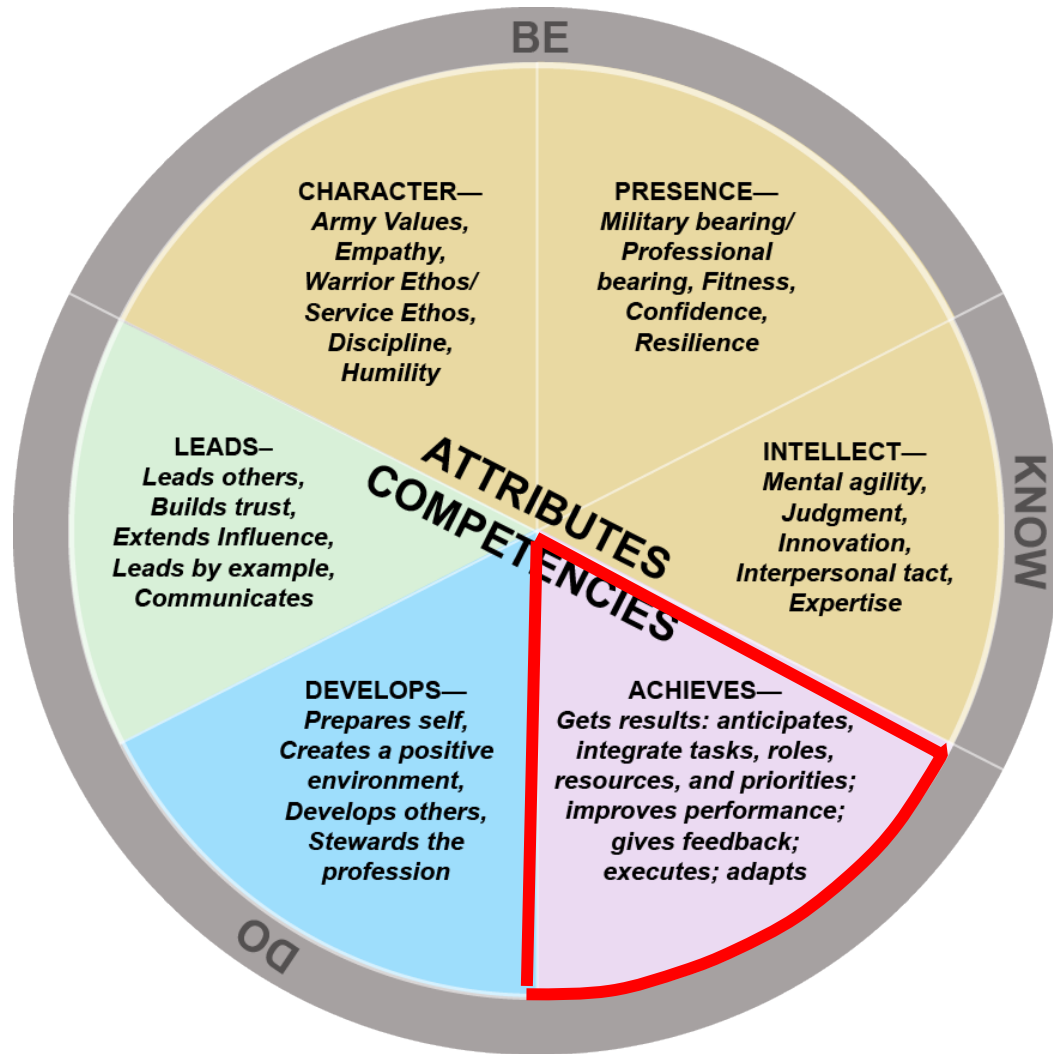 BE
CHARACTER—
Army Values,
Empathy,
Warrior Ethos/
Service Ethos,
Discipline,
Humility
PRESENCE—
Military bearing/
Professional
bearing, Fitness,
Confidence,
Resilience
LEADS–
Leads others,
Builds trust,
Extends Influence,
Leads by example,
Communicates
ATTRIBUTES
COMPETENCIES
INTELLECT—
Mental agility,
Judgment,
Innovation,
Interpersonal tact,
Expertise
KNOW
DEVELOPS—
Prepares self,
Creates a positive
environment,
Develops others,
Stewards the
profession
ACHIEVES—
Gets results: anticipates,
integrate tasks, roles,
resources, and priorities;
improves performance;
gives feedback;
executes; adapts
DO